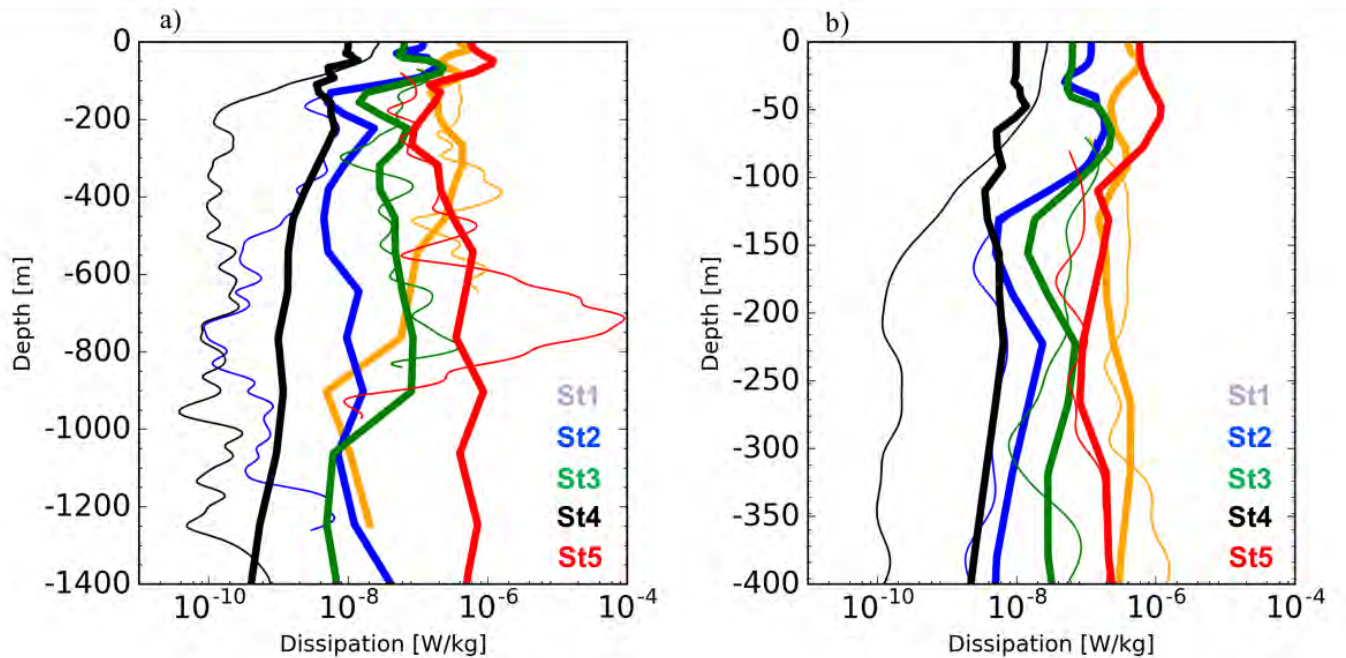 a)
0
-200
-400
-600
-800
-1000
-1200
-1400
Depth [m]
10^-10
10^-8
10^-6
10^-4
Dissipation [W/kg]
St1
St2
St3
St4
St5
b)
0
-50
-100
-150
-200
-250
-300
-350
-400
Depth [m]
10^-10
10^-8
10^-6
10^-4
Dissipation [W/kg]
St1
St2
St3
St4
St5